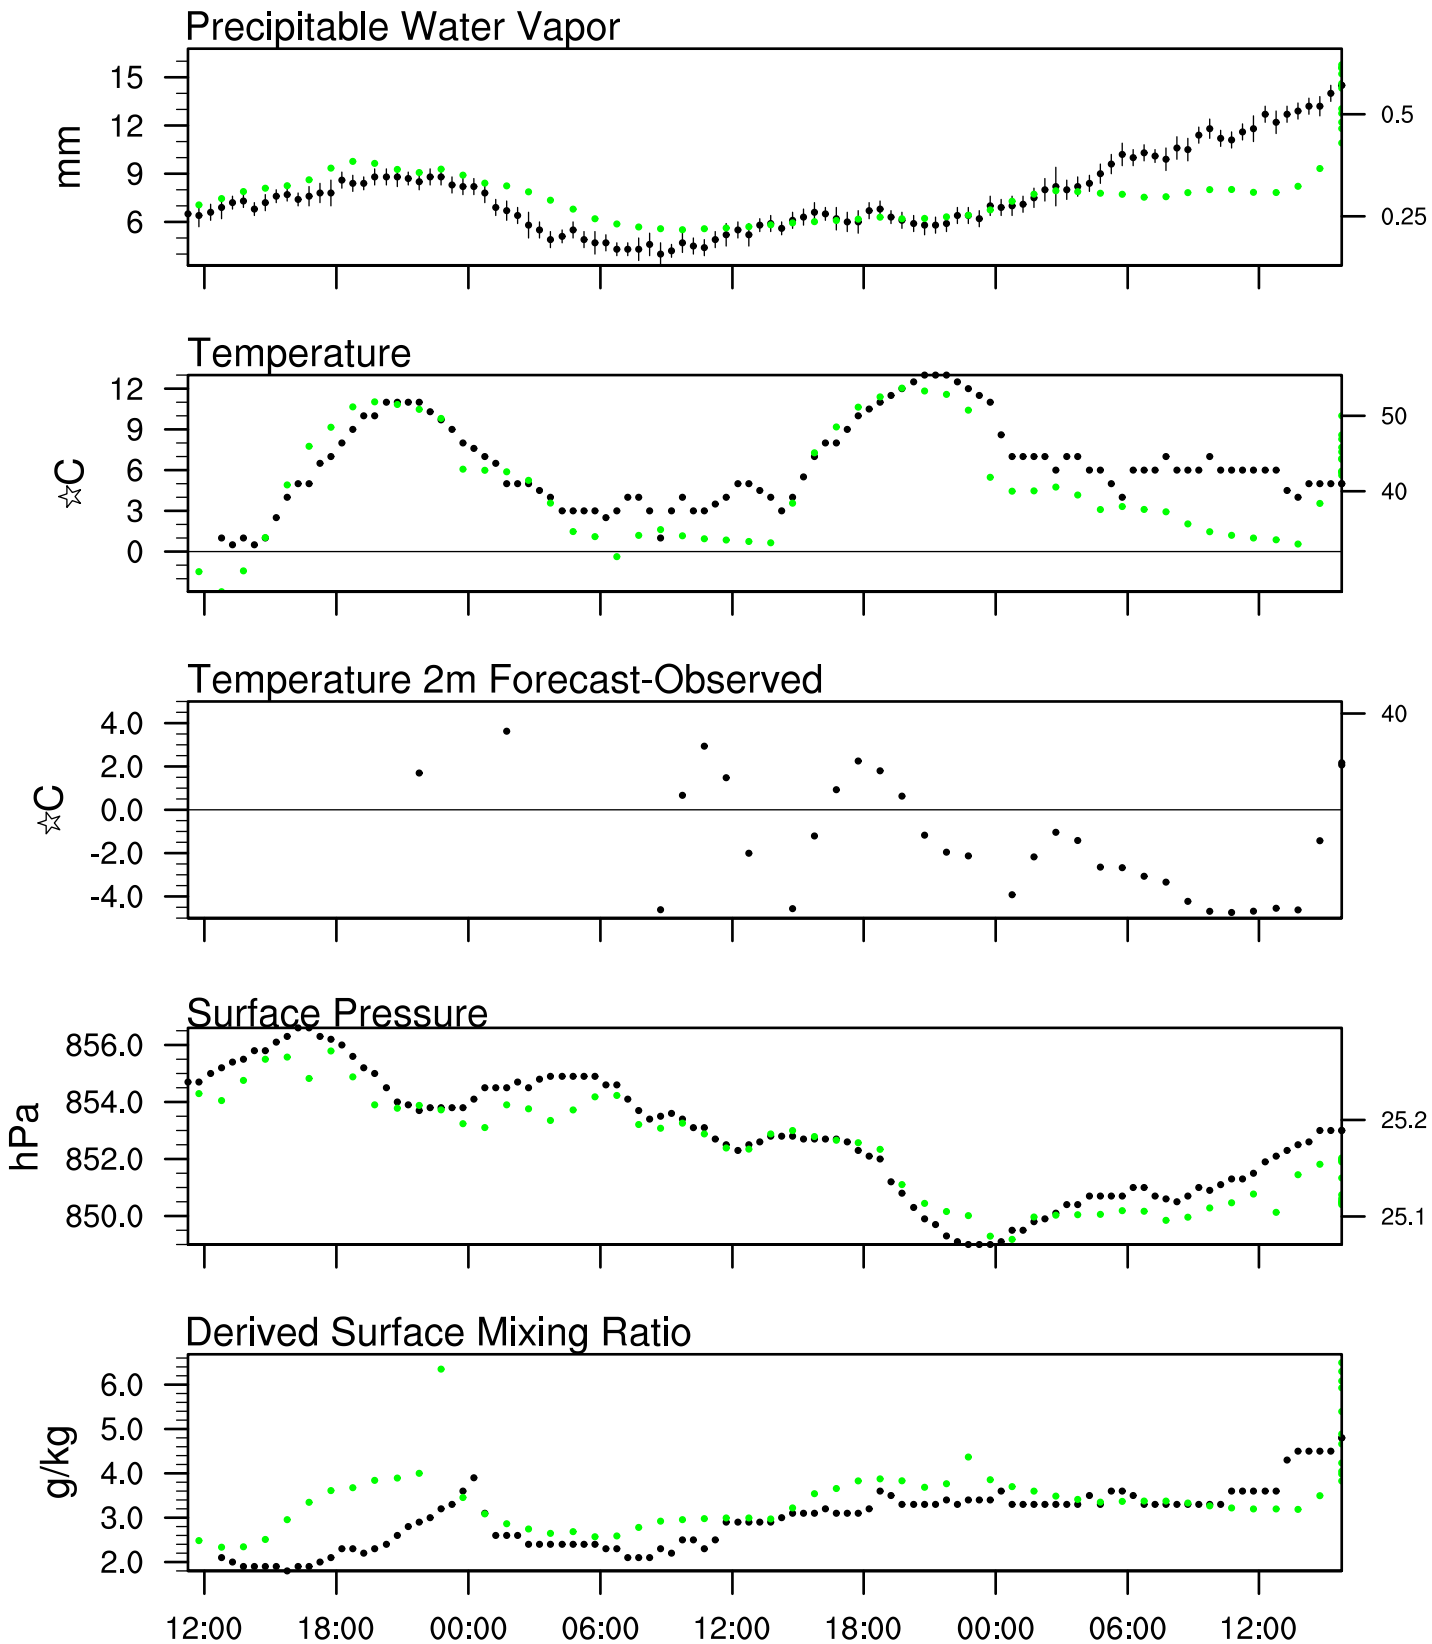 Precipitable Water Vapor
15
12
9
6
mm
0.5
0.25
Temperature
12
9
6
3
0
☆C
50
40
Temperature 2m Forecast-Observed
4.0
2.0
0.0
-2.0
-4.0
☆C
40
Surface Pressure
856.0
854.0
852.0
850.0
hPa
25.2
25.1
Derived Surface Mixing Ratio
6.0
5.0
4.0
3.0
2.0
g/kg
12:00 18:00 00:00 06:00 12:00 18:00 00:00 06:00 12:00